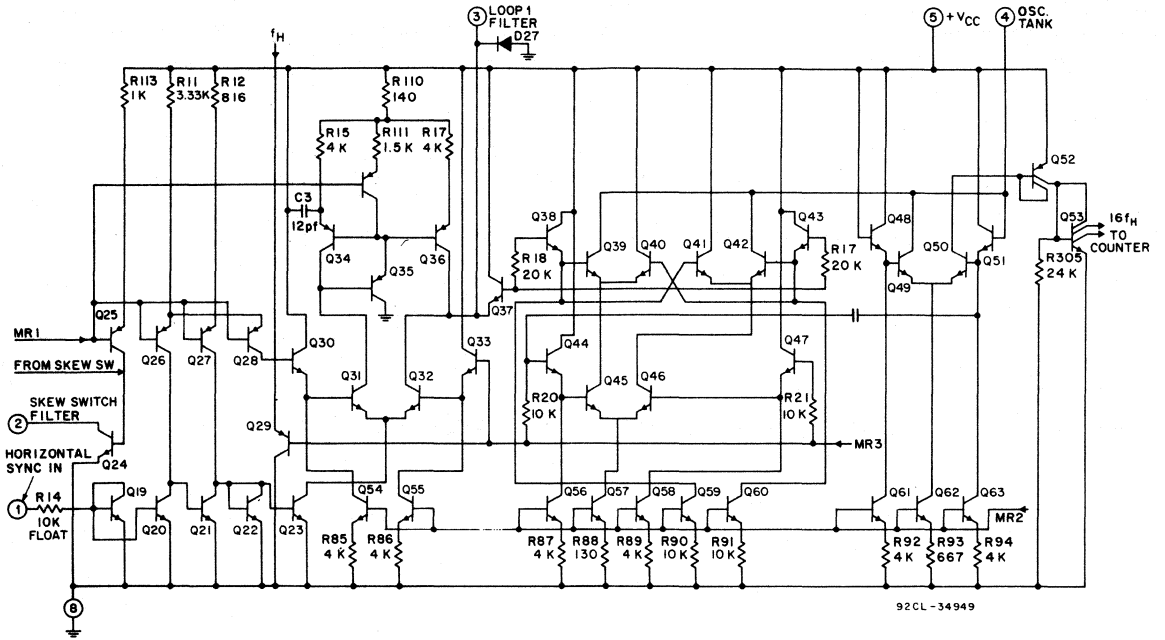 3 LOOP 1
FILTER
D27
5 +VCC
4 OSC.
TANK
fH
R113
1K
R11
3.33K
R12
816
R110
140
R15
4K
R111
1.5K
R17
4K
C3
12pf
Q34
Q35
Q36
Q37
Q38
R18
20K
Q39
Q40
Q41
Q42
Q43
R17
20K
Q48
Q49
Q50
Q51
Q52
Q53
16fH
TO
COUNTER
R305
24K
MR1
Q25
Q26
Q27
Q28
Q30
Q31
Q32
Q33
Q44
Q45
Q46
Q47
R20
10K
R21
10K
FROM SKEW SW
SKEW SWITCH
FILTER
2
Q24
Q29
MR3
HORIZONTAL
SYNC IN
1
R14
10K
FLOAT
Q19
Q20
Q21
Q22
Q23
Q54
Q55
Q56
Q57
Q58
Q59
Q60
Q61
Q62
Q63
MR2
R85
4K
R86
4K
R87
4K
R88
130
R89
4K
R90
10K
R91
10K
R92
4K
R93
667
R94
4K
8
92CL-34949